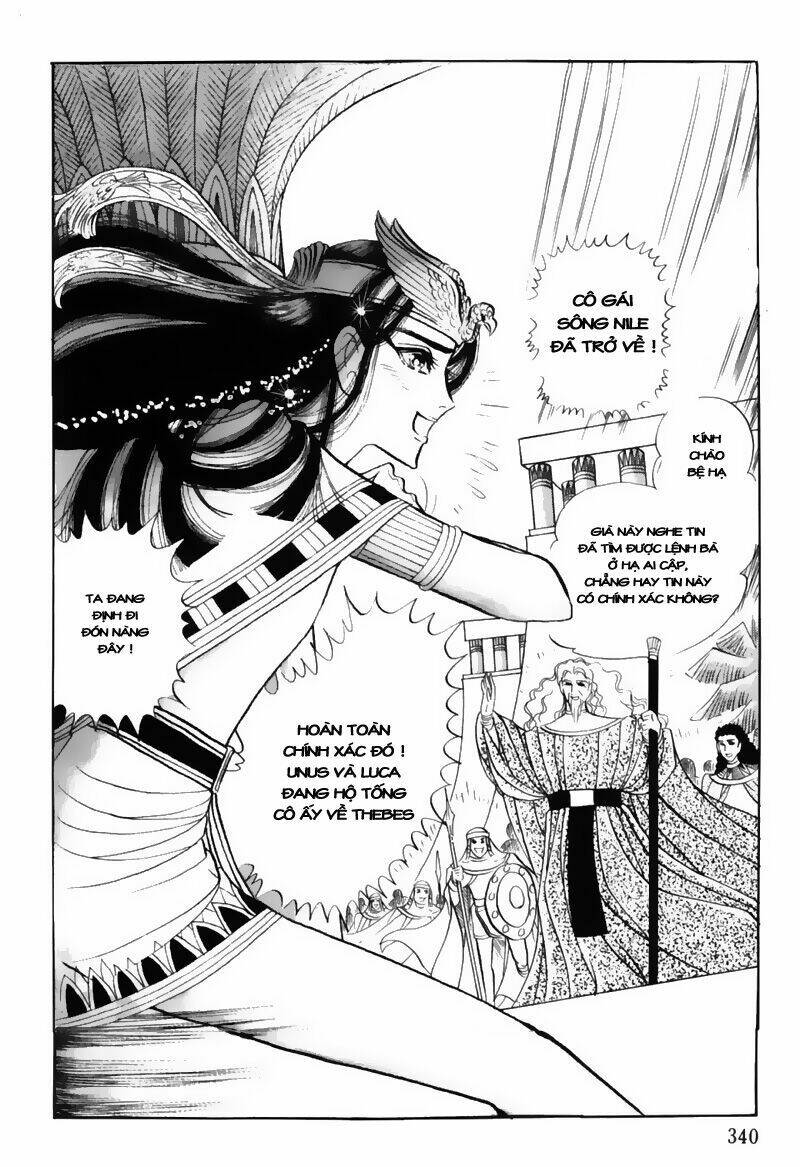 CÔ GÁI
SÔNG NILE
ĐÃ TRỞ VỀ !
KÍNH
CHÀO
BỆ HẠ
GIÀ NÀY NGHE TIN
ĐÃ TÌM ĐƯỢC LỆNH BÀ
Ở HẠ AI CẬP,
CHẲNG HAY TIN NÀY
CÓ CHÍNH XÁC KHÔNG?
HOÀN TOÀN
CHÍNH XÁC ĐÓ !
UNUS VÀ LUCA
ĐANG HỘ TỐNG
CÔ ẤY VỀ THEBES
TA ĐANG
ĐỊNH ĐI
ĐÓN NÀNG
ĐÂY !
340